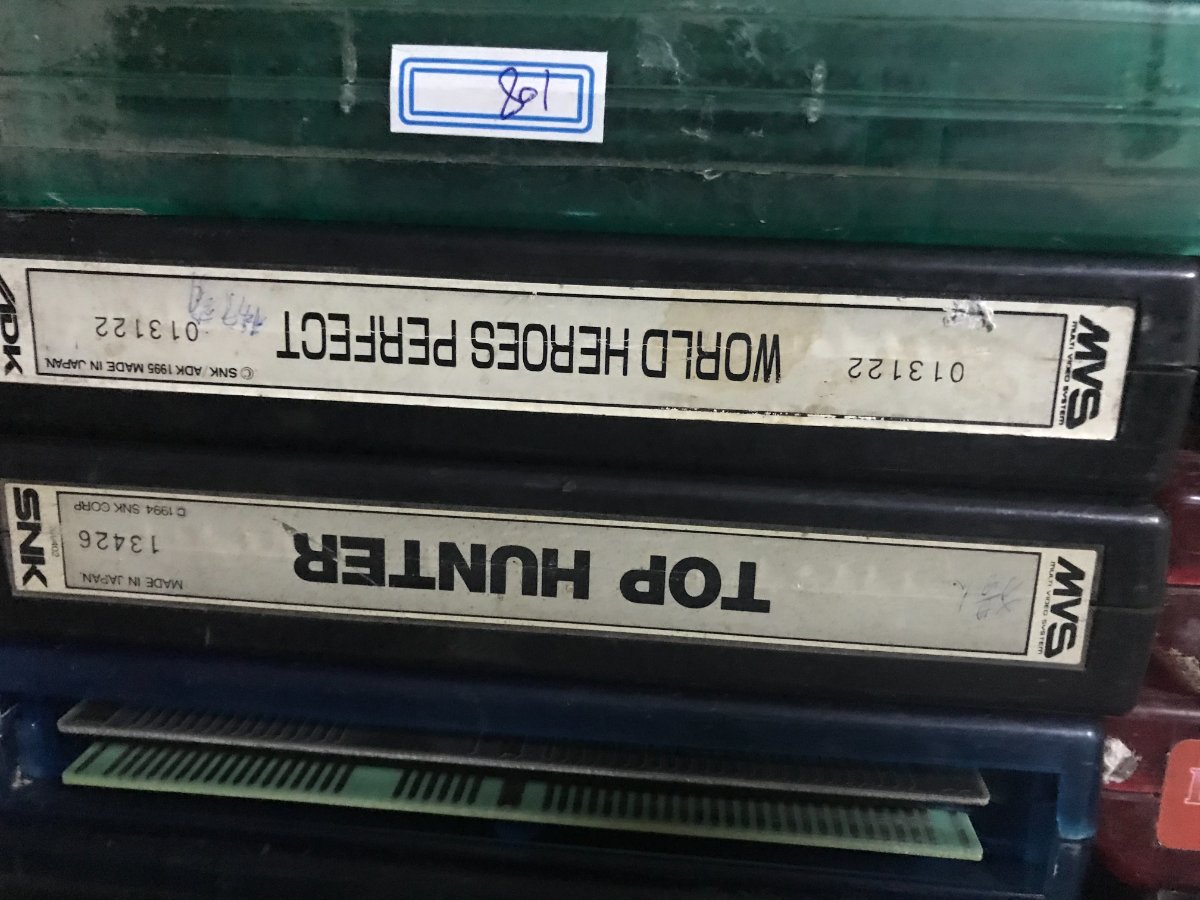 801
MVS
MULTI VIDEO SYSTEM
013122
WORLD HEROES PERFECT
013122
© SNK/ADK 1995 MADE IN JAPAN
ADK
MVS
MULTI VIDEO SYSTEM
TOP HUNTER
MADE IN JAPAN
13426
© 1994 SNK CORP
SNK